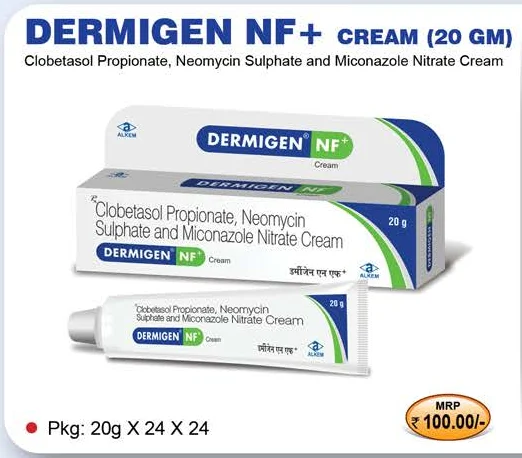 DERMIGEN NF+ CREAM (20 GM)
Clobetasol Propionate, Neomycin Sulphate and Miconazole Nitrate Cream
ALKEM
DERMIGEN® NF+
Cream
DERMIGEN® NF+
Cream
℞ Clobetasol Propionate, Neomycin
Sulphate and Miconazole Nitrate Cream
20 g
DERMIGEN® NF+ Cream
डर्मीजेन एन एफ+
ALKEM
Clobetasol Propionate, Neomycin
Sulphate and Miconazole Nitrate Cream
20 g
DERMIGEN® NF+ Cream
डर्मीजेन एन एफ+
ALKEM
Pkg: 20g X 24 X 24
MRP
₹ 100.00/-